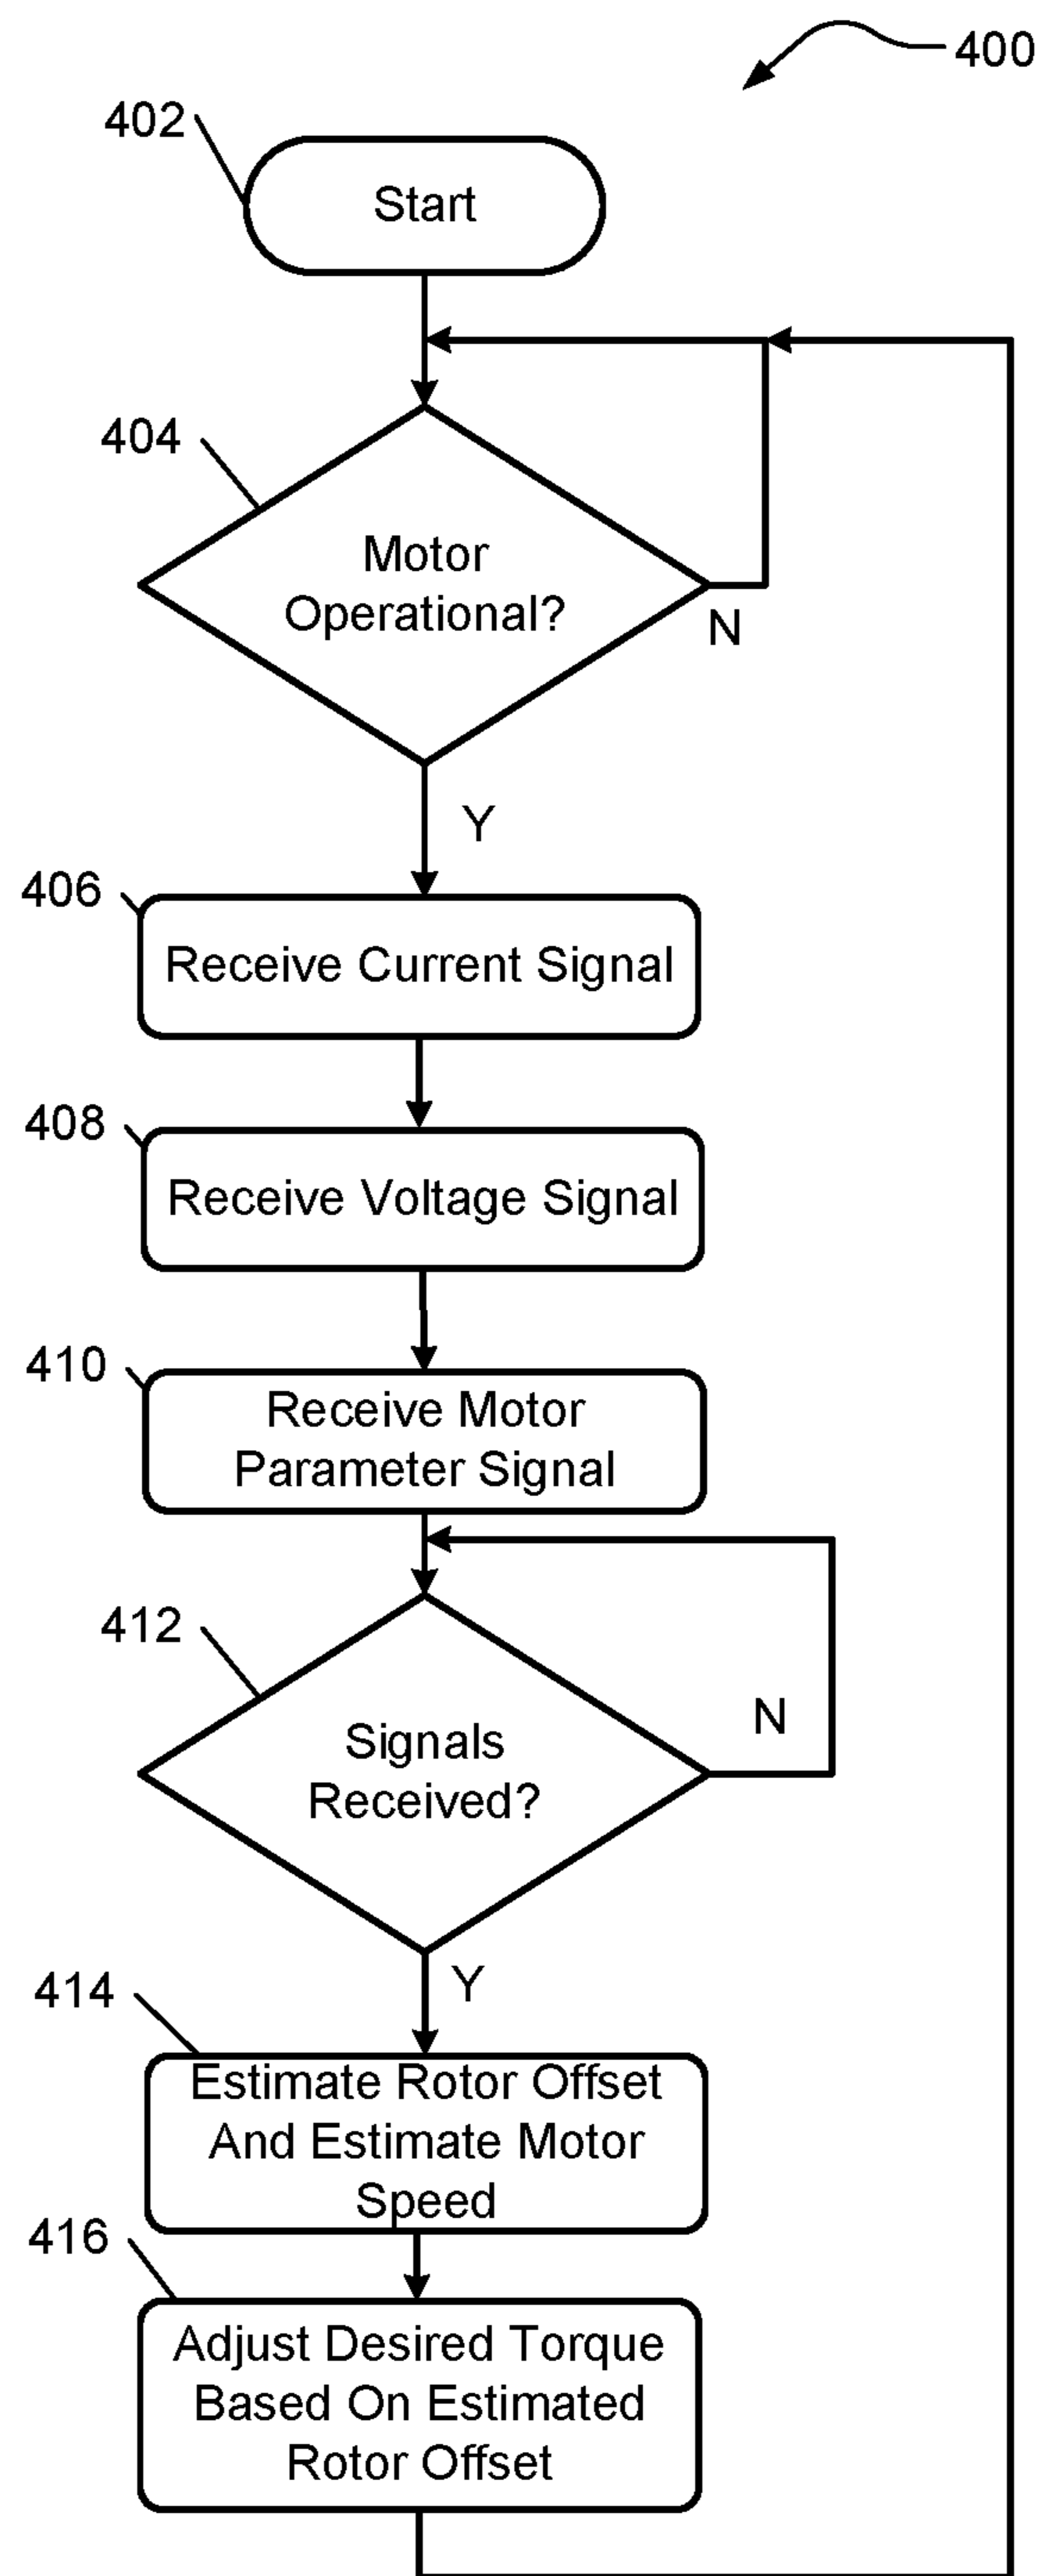 400
402
Start
404
Motor
Operational?
N
Y
406
Receive Current Signal
408
Receive Voltage Signal
410
Receive Motor
Parameter Signal
412
Signals
Received?
N
Y
414
Estimate Rotor Offset
And Estimate Motor
Speed
416
Adjust Desired Torque
Based On Estimated
Rotor Offset